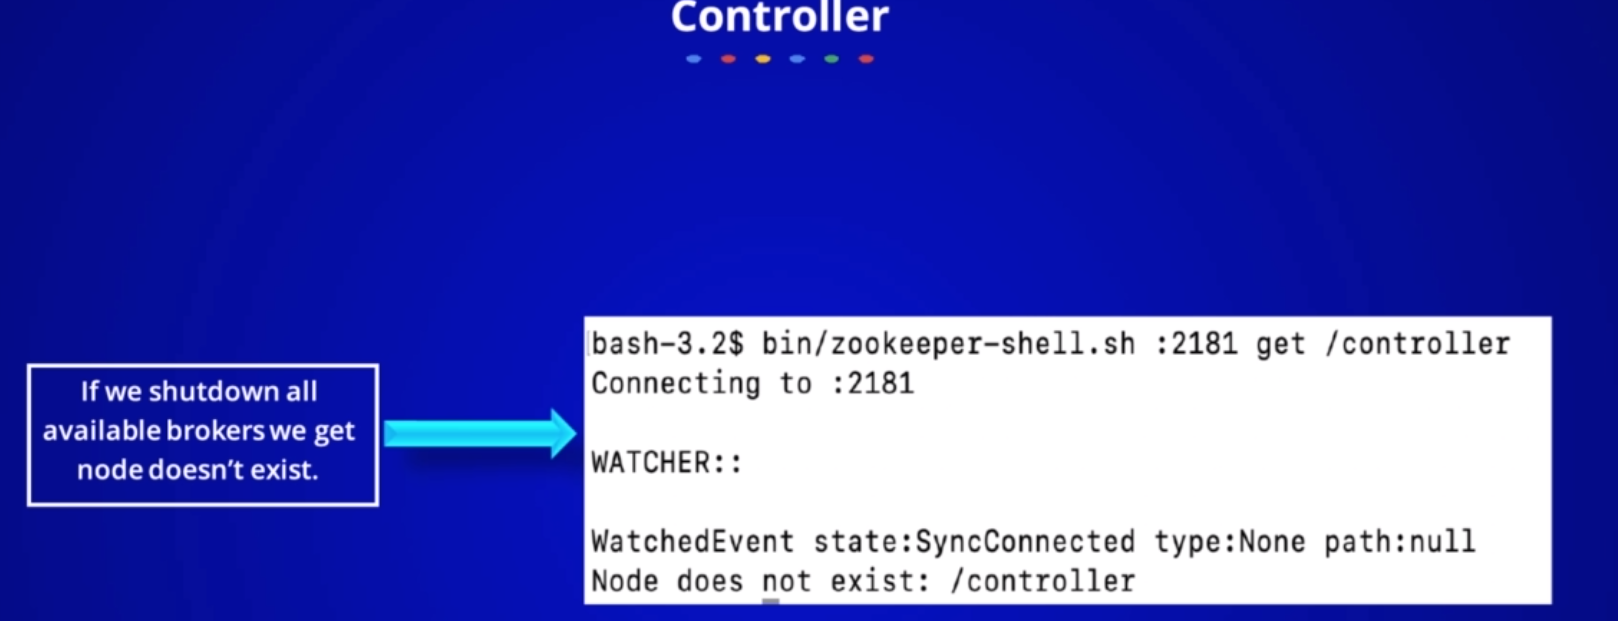 Controller
If we shutdown all
available brokers we get
node doesn't exist.
bash-3.2$ bin/zookeeper-shell.sh :2181 get /controller
Connecting to :2181
WATCHER::
WatchedEvent state:SyncConnected type:None path:null
Node does not exist: /controller